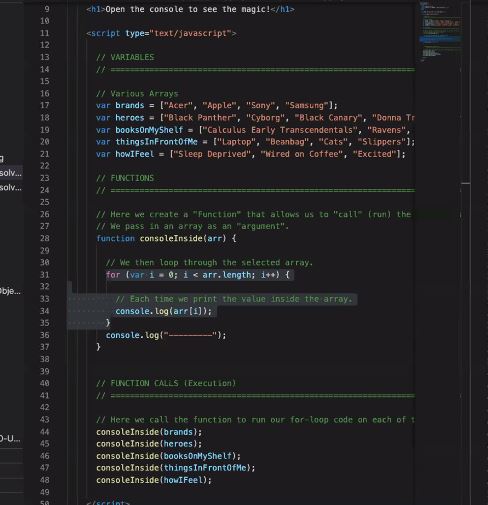 9 <h1>Open the console to see the magic!</h1>
10
11 <script type="text/javascript">
12
13 // VARIABLES
14 // ================================================================
15
16 // Various Arrays
17 var brands = ["Acer", "Apple", "Sony", "Samsung"];
18 var heroes = ["Black Panther", "Cyborg", "Black Canary", "Donna Tr
19 var booksOnMyShelf = ["Calculus Early Transcendentals", "Ravens",
20 var thingsInFrontOfMe = ["Laptop", "Beanbag", "Cats", "Slippers"];
21 var howIFeel = ["Sleep Deprived", "Wired on Coffee", "Excited"];
22
23 // FUNCTIONS
24 // ================================================================
25
26 // Here we create a "Function" that allows us to "call" (run) the
27 // We pass in an array as an "argument".
28 function consoleInside(arr) {
29
30 // We then loop through the selected array.
31 for (var i = 0; i < arr.length; i++) {
32
33 // Each time we print the value inside the array.
34 console.log(arr[i]);
35 }
36 console.log("---------");
37 }
38
39
40 // FUNCTION CALLS (Execution)
41 // ================================================================
42
43 // Here we call the function to run our for-loop code on each of t
44 consoleInside(brands);
45 consoleInside(heroes);
46 consoleInside(booksOnMyShelf);
47 consoleInside(thingsInFrontOfMe);
48 consoleInside(howIFeel);
49
50 </script>
g
solv...
solv...
Obje...
0-U...